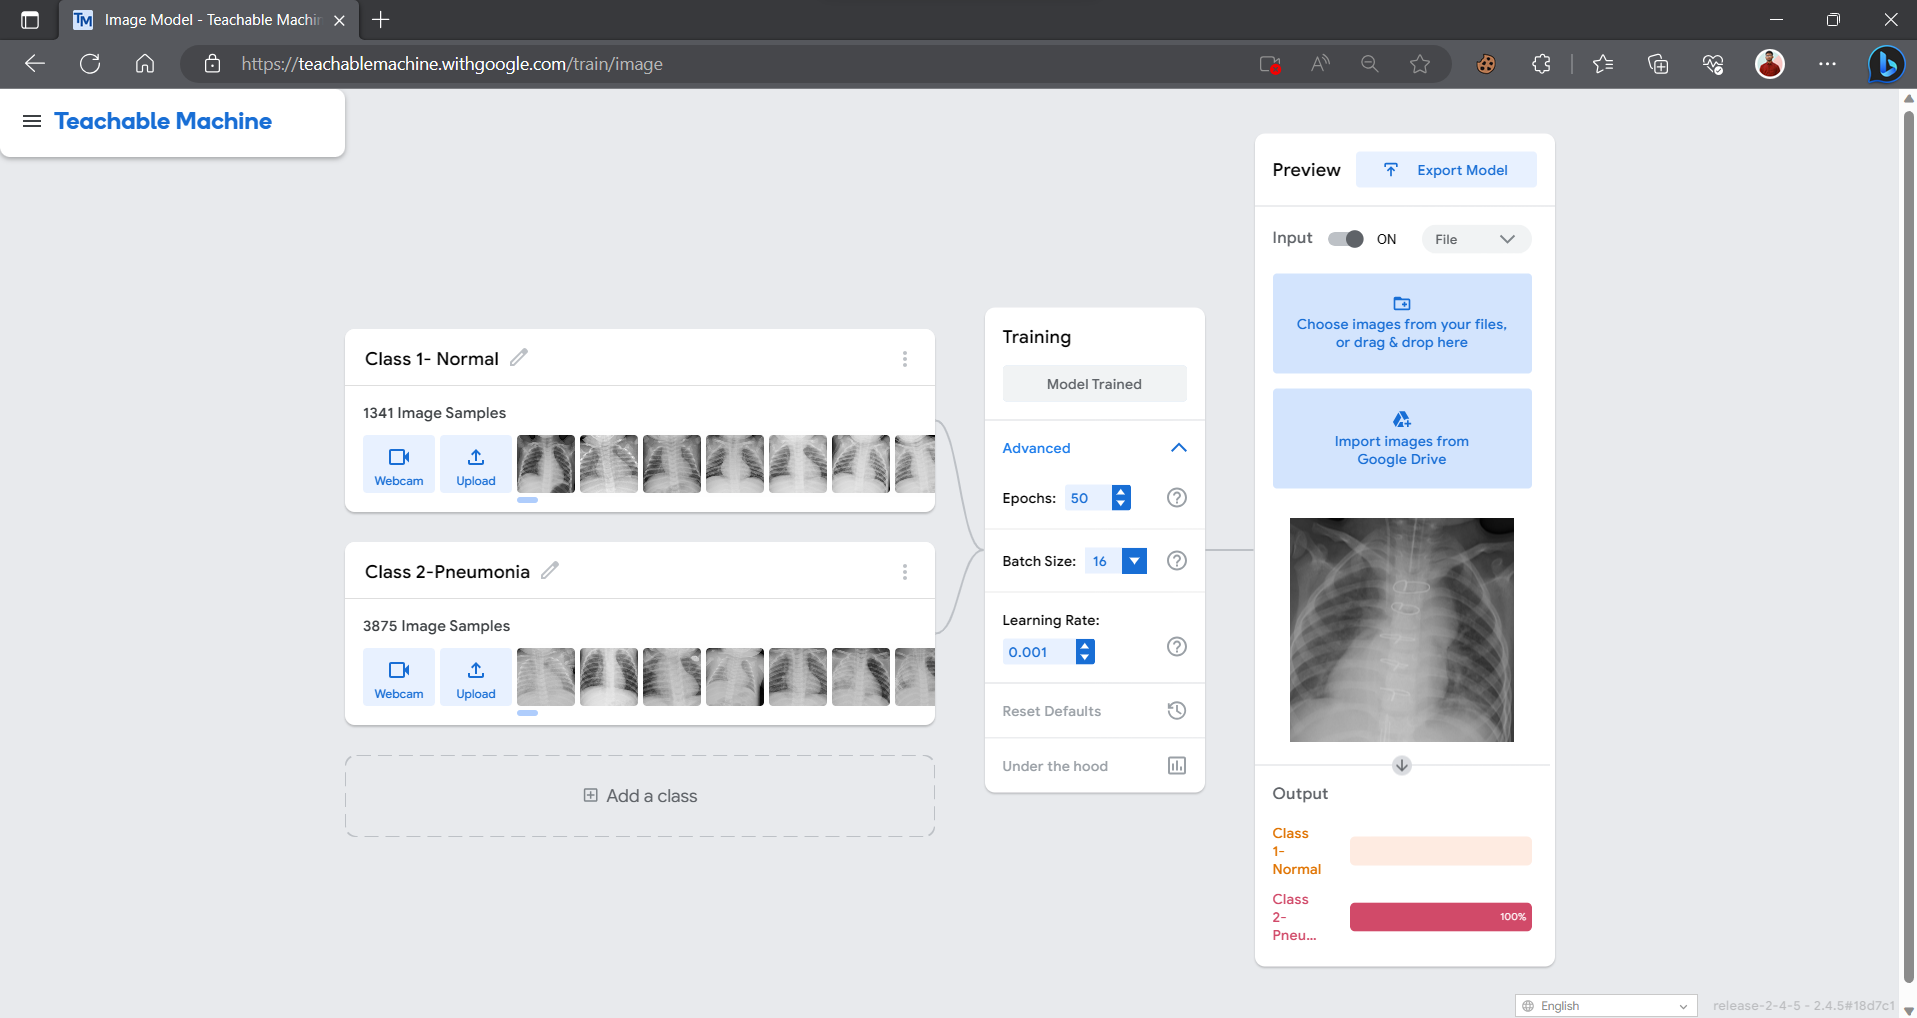 Image Model - Teachable Machin
https://teachablemachine.withgoogle.com/train/image
Teachable Machine
Class 1- Normal
1341 Image Samples
Webcam
Upload
Class 2-Pneumonia
3875 Image Samples
Webcam
Upload
Add a class
Training
Model Trained
Advanced
Epochs: 50
Batch Size: 16
Learning Rate:
0.001
Reset Defaults
Under the hood
Preview
Export Model
Input ON File
Choose images from your files,
or drag & drop here
Import images from
Google Drive
Output
Class
1-
Normal
Class
2-
Pneu...
100%
English
release-2-4-5 - 2.4.5#18d7c1